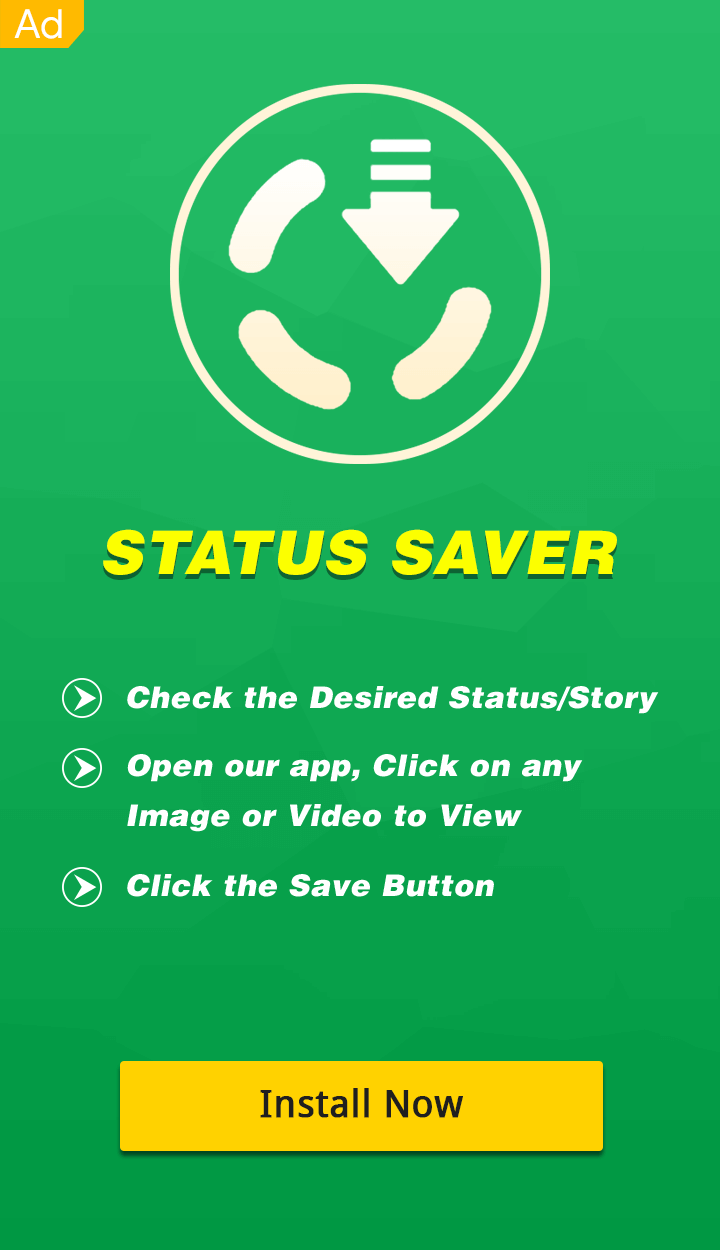 Ad
STATUS SAVER
Check the Desired Status/Story
Open our app, Click on any
Image or Video to View
Click the Save Button
Install Now